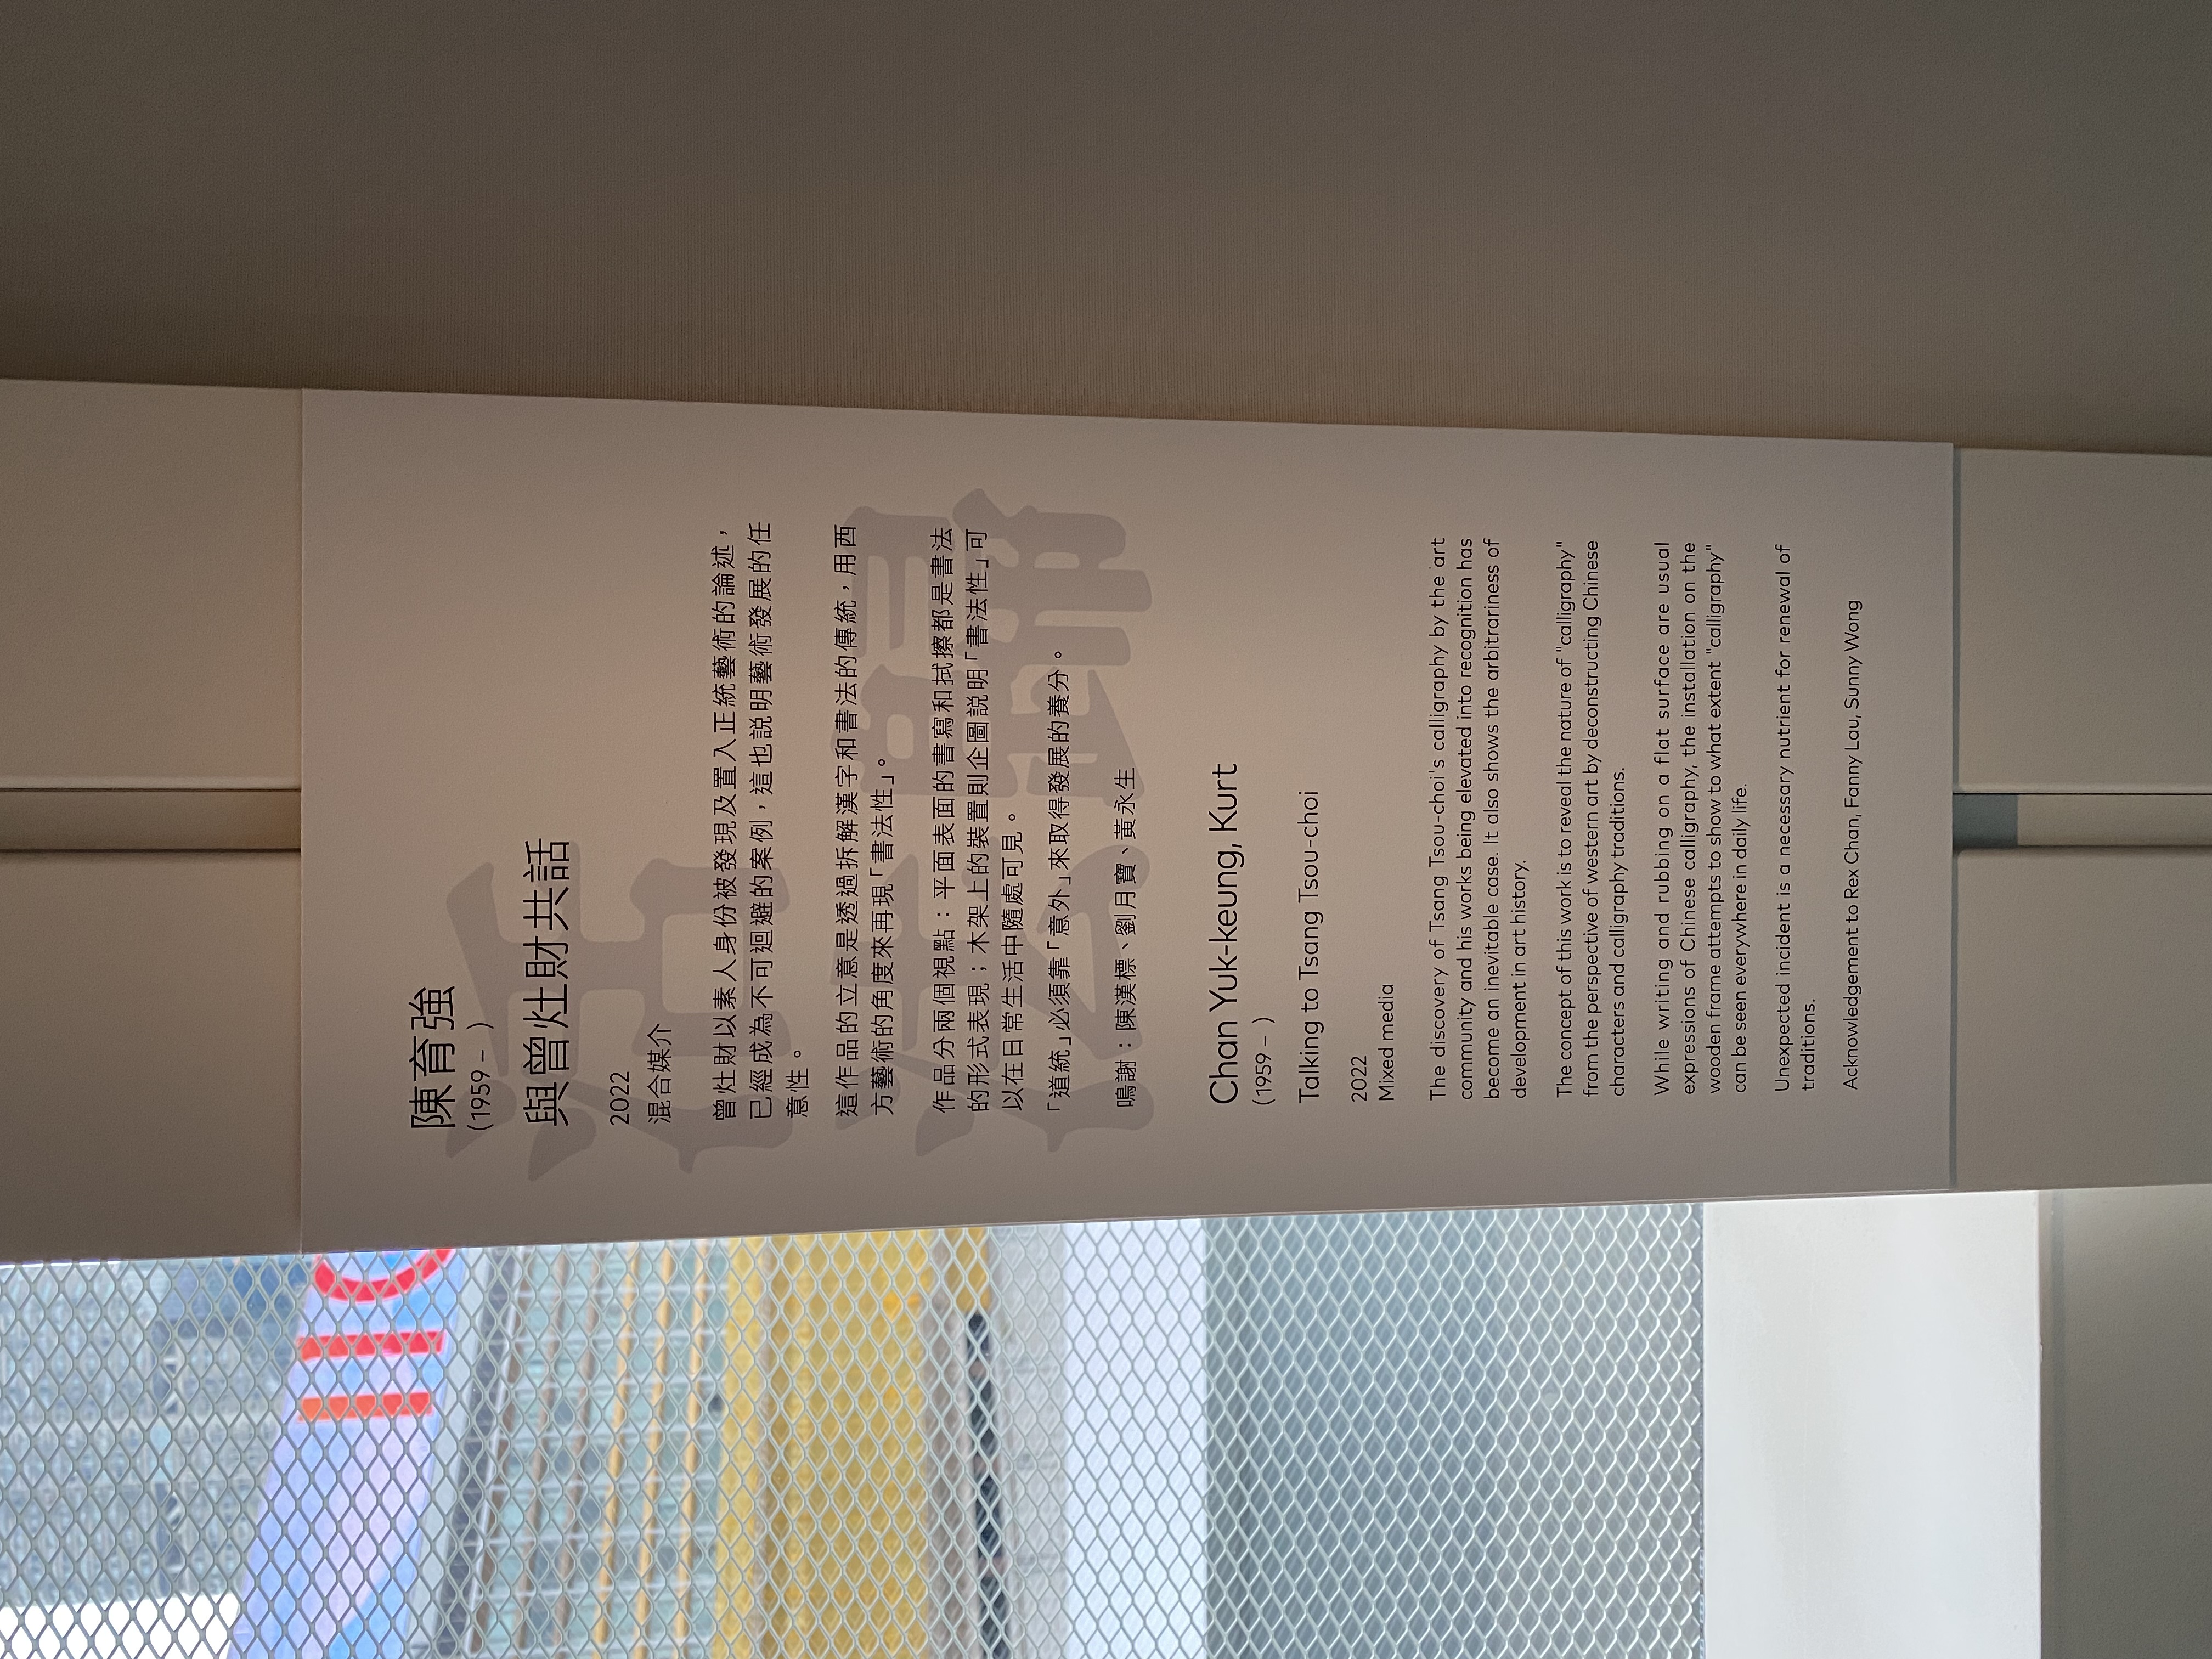 陳育強
(1959 – )
與曾灶財共話
2022
混合媒介
曾灶財以素人身份被發現及置入正統藝術的論述，
已經成為不可迴避的案例，這也說明藝術發展的任
意性。
這作品的立意是透過拆解漢字和書法的傳統，用西
方藝術的角度來再現「書法性」。
作品分兩個視點：平面表面的書寫和拭擦都是書法
的形式表現；木架上的裝置則企圖說明「書法性」可
以在日常生活中隨處可見。
「道統」必須靠「意外」來取得發展的養分。
鳴謝：陳漢標、劉月寶、黃永生
Chan Yuk-keung, Kurt
(1959 – )
Talking to Tsang Tsou-choi
2022
Mixed media
The discovery of Tsang Tsou-choi's calligraphy by the art
community and his works being elevated into recognition has
become an inevitable case. It also shows the arbitrariness of
development in art history.
The concept of this work is to reveal the nature of "calligraphy"
from the perspective of western art by deconstructing Chinese
characters and calligraphy traditions.
While writing and rubbing on a flat surface are usual
expressions of Chinese calligraphy, the installation on the
wooden frame attempts to show to what extent "calligraphy"
can be seen everywhere in daily life.
Unexpected incident is a necessary nutrient for renewal of
traditions.
Acknowledgement to Rex Chan, Fanny Lau, Sunny Wong